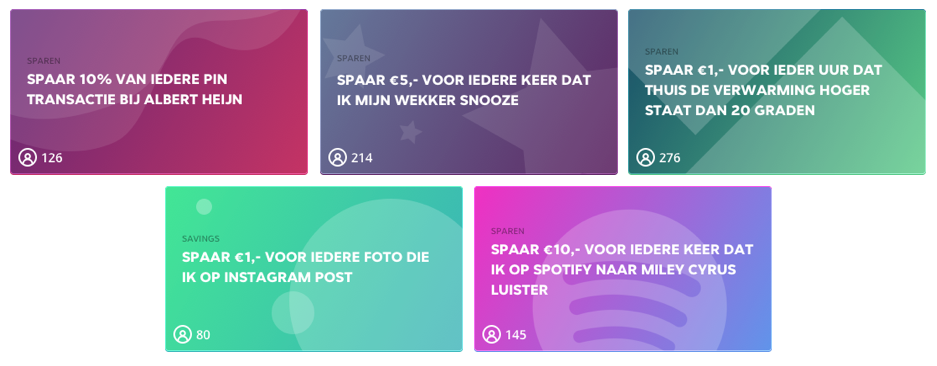 SPAREN
SPAAR 10% VAN IEDERE PIN
TRANSACTIE BIJ ALBERT HEIJN
126
SPAREN
SPAAR €5,- VOOR IEDERE KEER DAT
IK MIJN WEKKER SNOOZE
214
SPAREN
SPAAR €1,- VOOR IEDER UUR DAT
THUIS DE VERWARMING HOGER
STAAT DAN 20 GRADEN
276
SAVINGS
SPAAR €1,- VOOR IEDERE FOTO DIE
IK OP INSTAGRAM POST
80
SPAREN
SPAAR €10,- VOOR IEDERE KEER DAT
IK OP SPOTIFY NAAR MILEY CYRUS
LUISTER
145